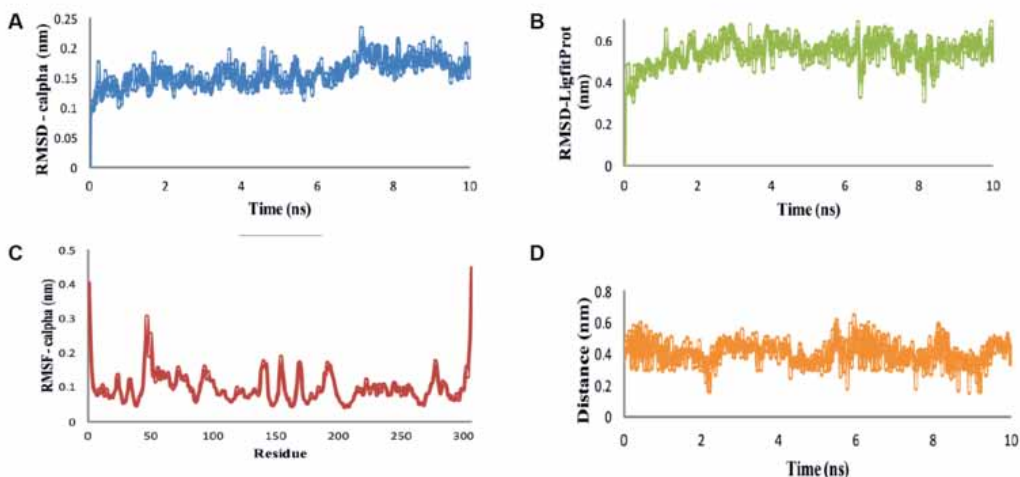 A
RMSD - calpha (nm)
0.25
0.2
0.15
0.1
0.05
0
0 2 4 6 8 10
Time (ns)
B
RMSD-LigfitProt
(nm)
0.6
0.4
0.2
0
0 2 4 6 8 10
Time (ns)
C
RMSF- calpha (nm)
0.5
0.4
0.3
0.2
0.1
0
0 50 100 150 200 250 300
Residue
D
Distance (nm)
0.8
0.6
0.4
0.2
0
0 2 4 6 8 10
Time (ns)